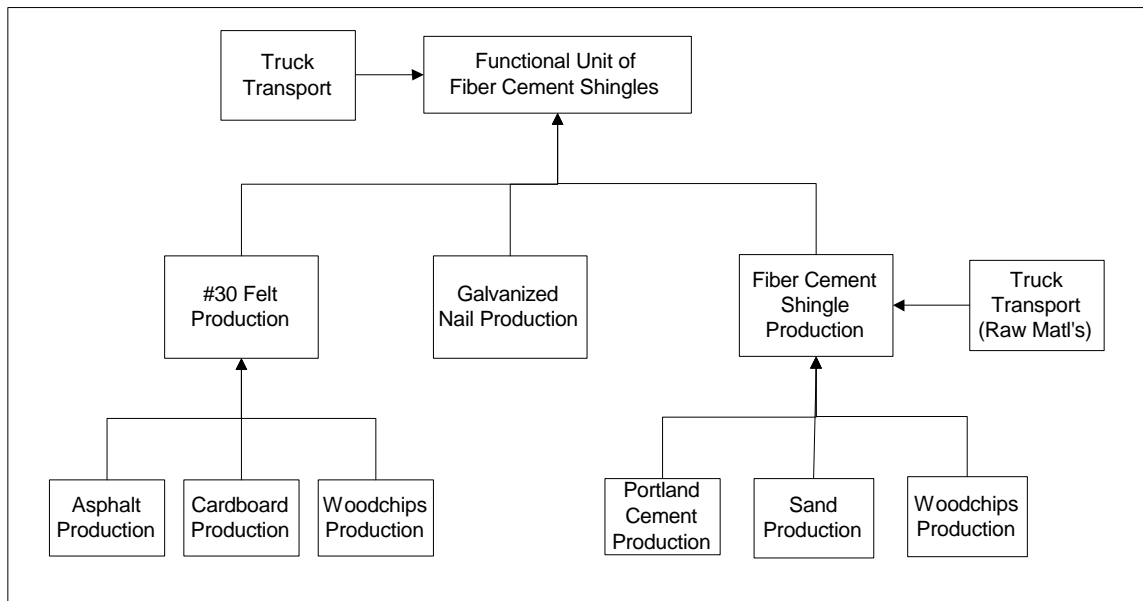 Truck
Transport
Functional Unit of
Fiber Cement Shingles
#30 Felt
Production
Galvanized
Nail Production
Fiber Cement
Shingle
Production
Truck
Transport
(Raw Matl's)
Asphalt
Production
Cardboard
Production
Woodchips
Production
Portland
Cement
Production
Sand
Production
Woodchips
Production